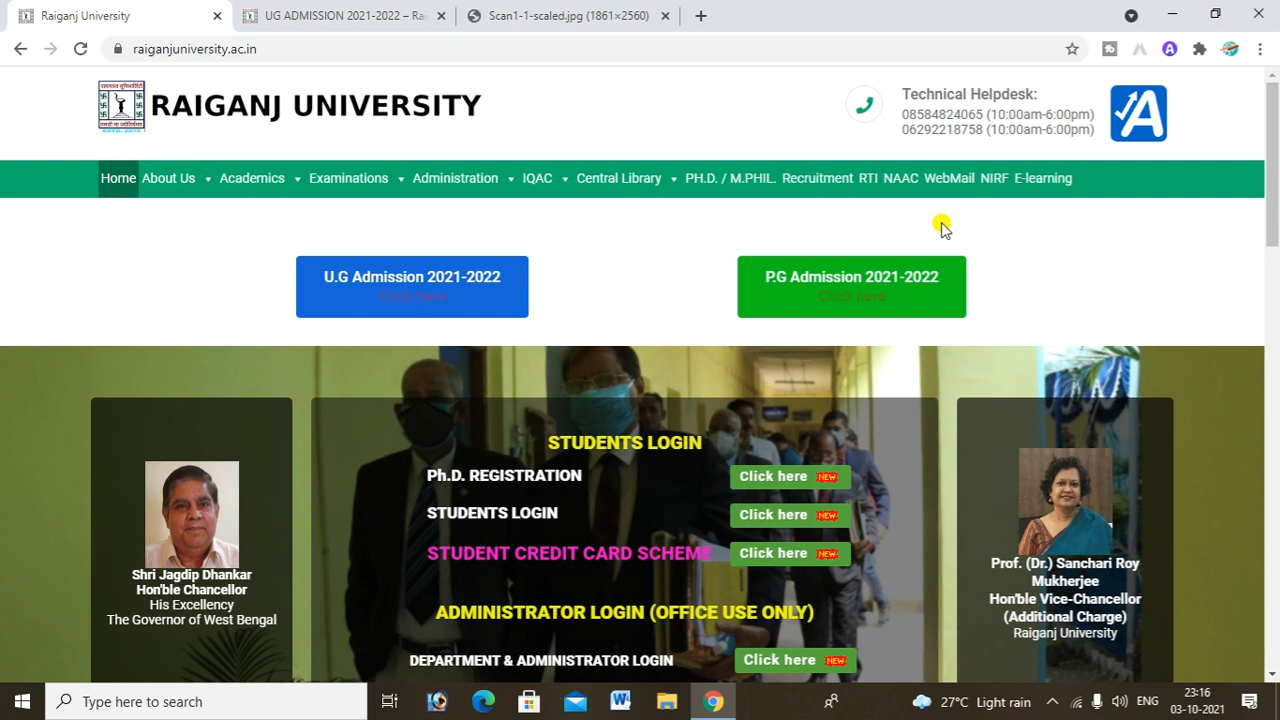 Raiganj University
UG ADMISSION 2021-2022 – Rai
Scan1-1-scaled.jpg (1861×2560)
raiganjuniversity.ac.in
RAIGANJ UNIVERSITY
Technical Helpdesk:
08584824065 (10:00am-6:00pm)
06292218758 (10:00am-6:00pm)
Home About Us Academics Examinations Administration IQAC Central Library PH.D. / M.PHIL. Recruitment RTI NAAC WebMail NIRF E-learning
U.G Admission 2021-2022
Click here
P.G Admission 2021-2022
Click here
STUDENTS LOGIN
Ph.D. REGISTRATION
Click here NEW
STUDENTS LOGIN
Click here NEW
STUDENT CREDIT CARD SCHEME
Click here NEW
ADMINISTRATOR LOGIN (OFFICE USE ONLY)
DEPARTMENT & ADMINISTRATOR LOGIN
Click here NEW
Shri Jagdip Dhankar
Hon'ble Chancellor
His Excellency
The Governor of West Bengal
Prof. (Dr.) Sanchari Roy
Mukherjee
Hon'ble Vice-Chancellor
(Additional Charge)
Raiganj University
Type here to search
27°C Light rain
ENG
23:16
03-10-2021